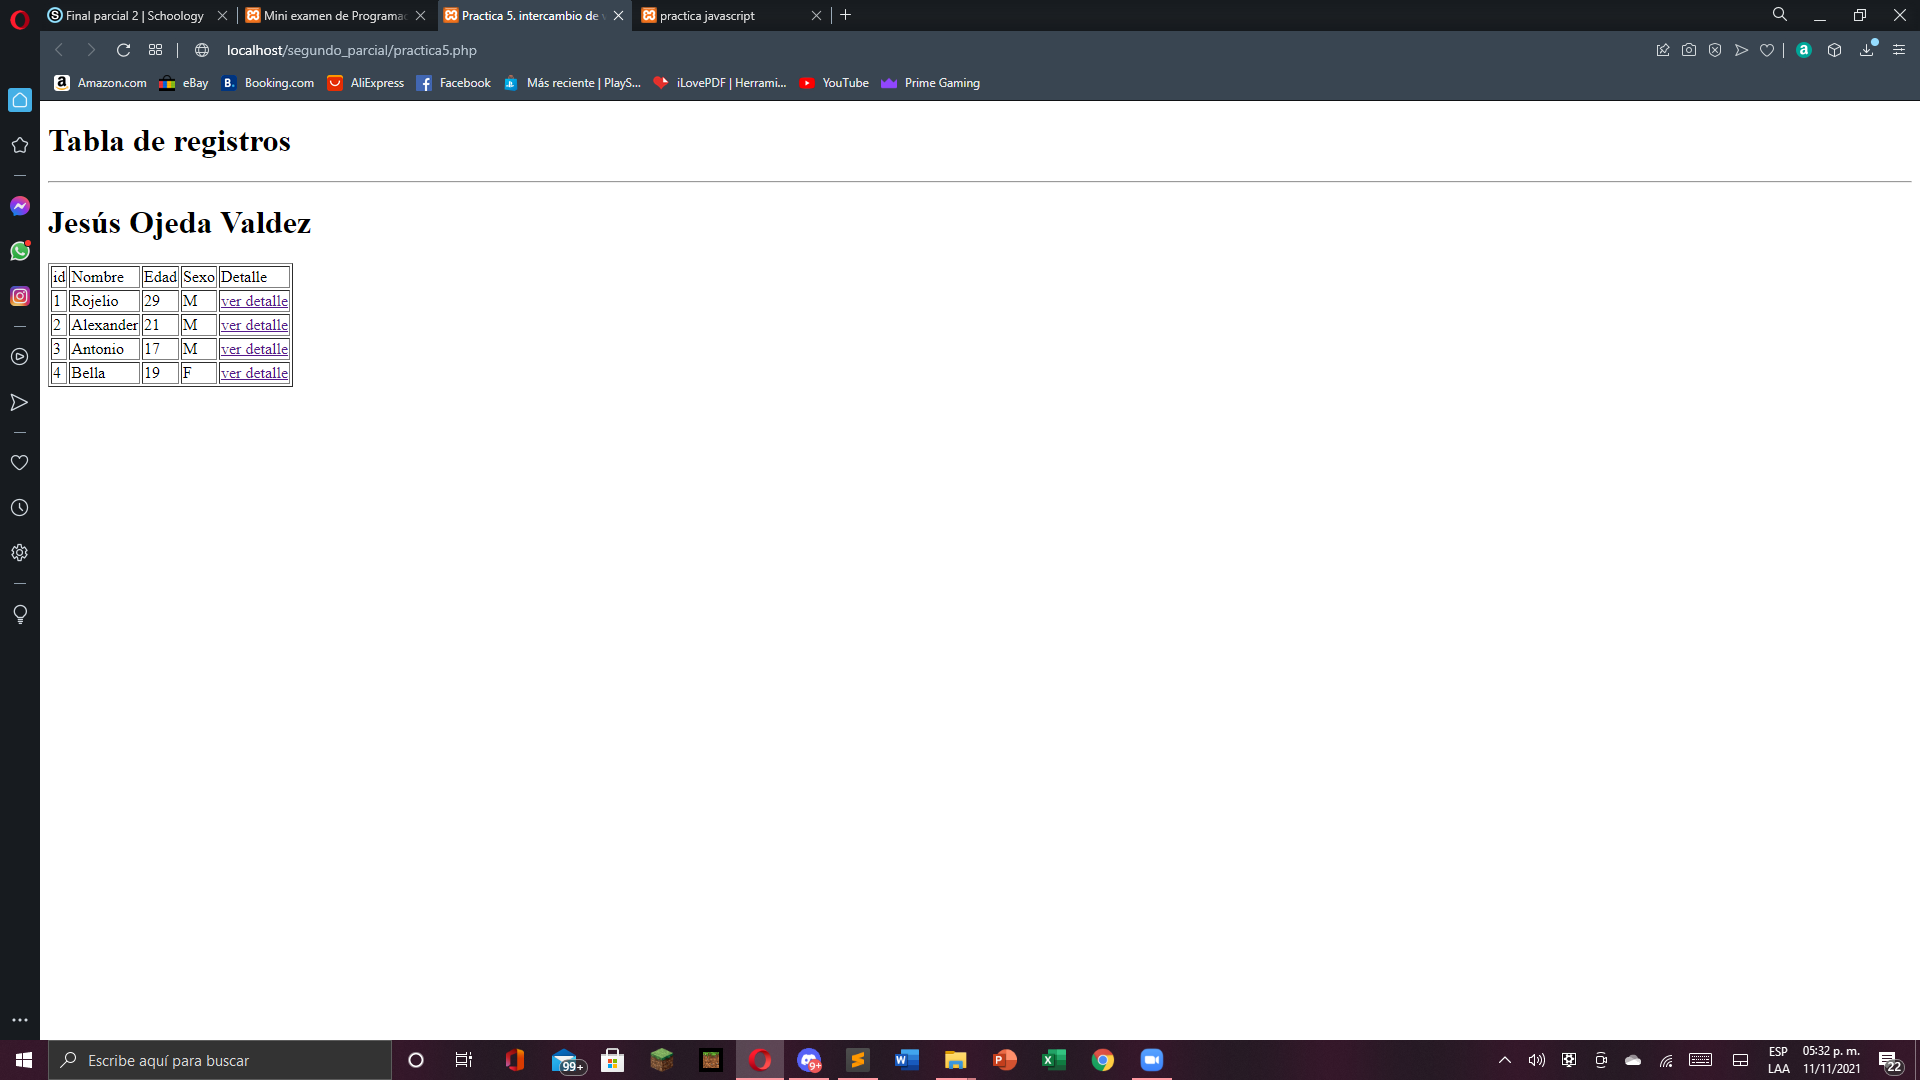 Final parcial 2 | Schoology
Mini examen de Programa
Practica 5. intercambio de
practica javascript
localhost/segundo_parcial/practica5.php
a Amazon.com eBay B. Booking.com AliExpress Facebook Más reciente | PlayS... iLovePDF | Herrami... YouTube Prime Gaming
Tabla de registros
Jesús Ojeda Valdez
id Nombre Edad Sexo Detalle
1 Rojelio 29 M ver detalle
2 Alexander 21 M ver detalle
3 Antonio 17 M ver detalle
4 Bella 19 F ver detalle
Escribe aquí para buscar
99+
9+
ESP
LAA
05:32 p. m.
11/11/2021
22